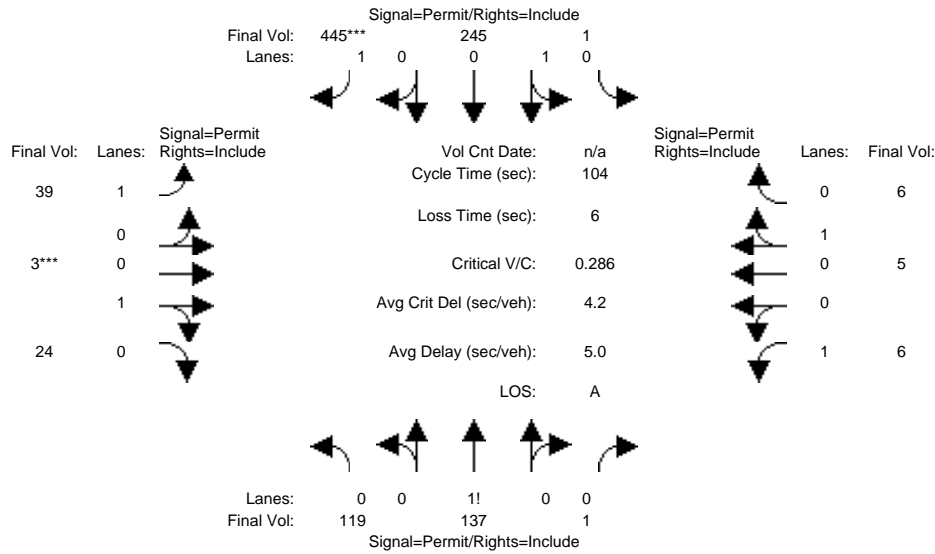 Signal=Permit/Rights=Include
Final Vol: 445*** 245 1
Lanes: 1 0 0 1 0
Signal=Permit
Rights=Include
Final Vol: Lanes:
Vol Cnt Date: n/a
Signal=Permit
Rights=Include
Lanes: Final Vol:
Cycle Time (sec): 104
39 1
0 6
Loss Time (sec): 6
0
1
3*** 0
Critical V/C: 0.286
0 5
1
Avg Crit Del (sec/veh): 4.2
0
24 0
Avg Delay (sec/veh): 5.0
1 6
LOS: A
Lanes: 0 0 1! 0 0
Final Vol: 119 137 1
Signal=Permit/Rights=Include